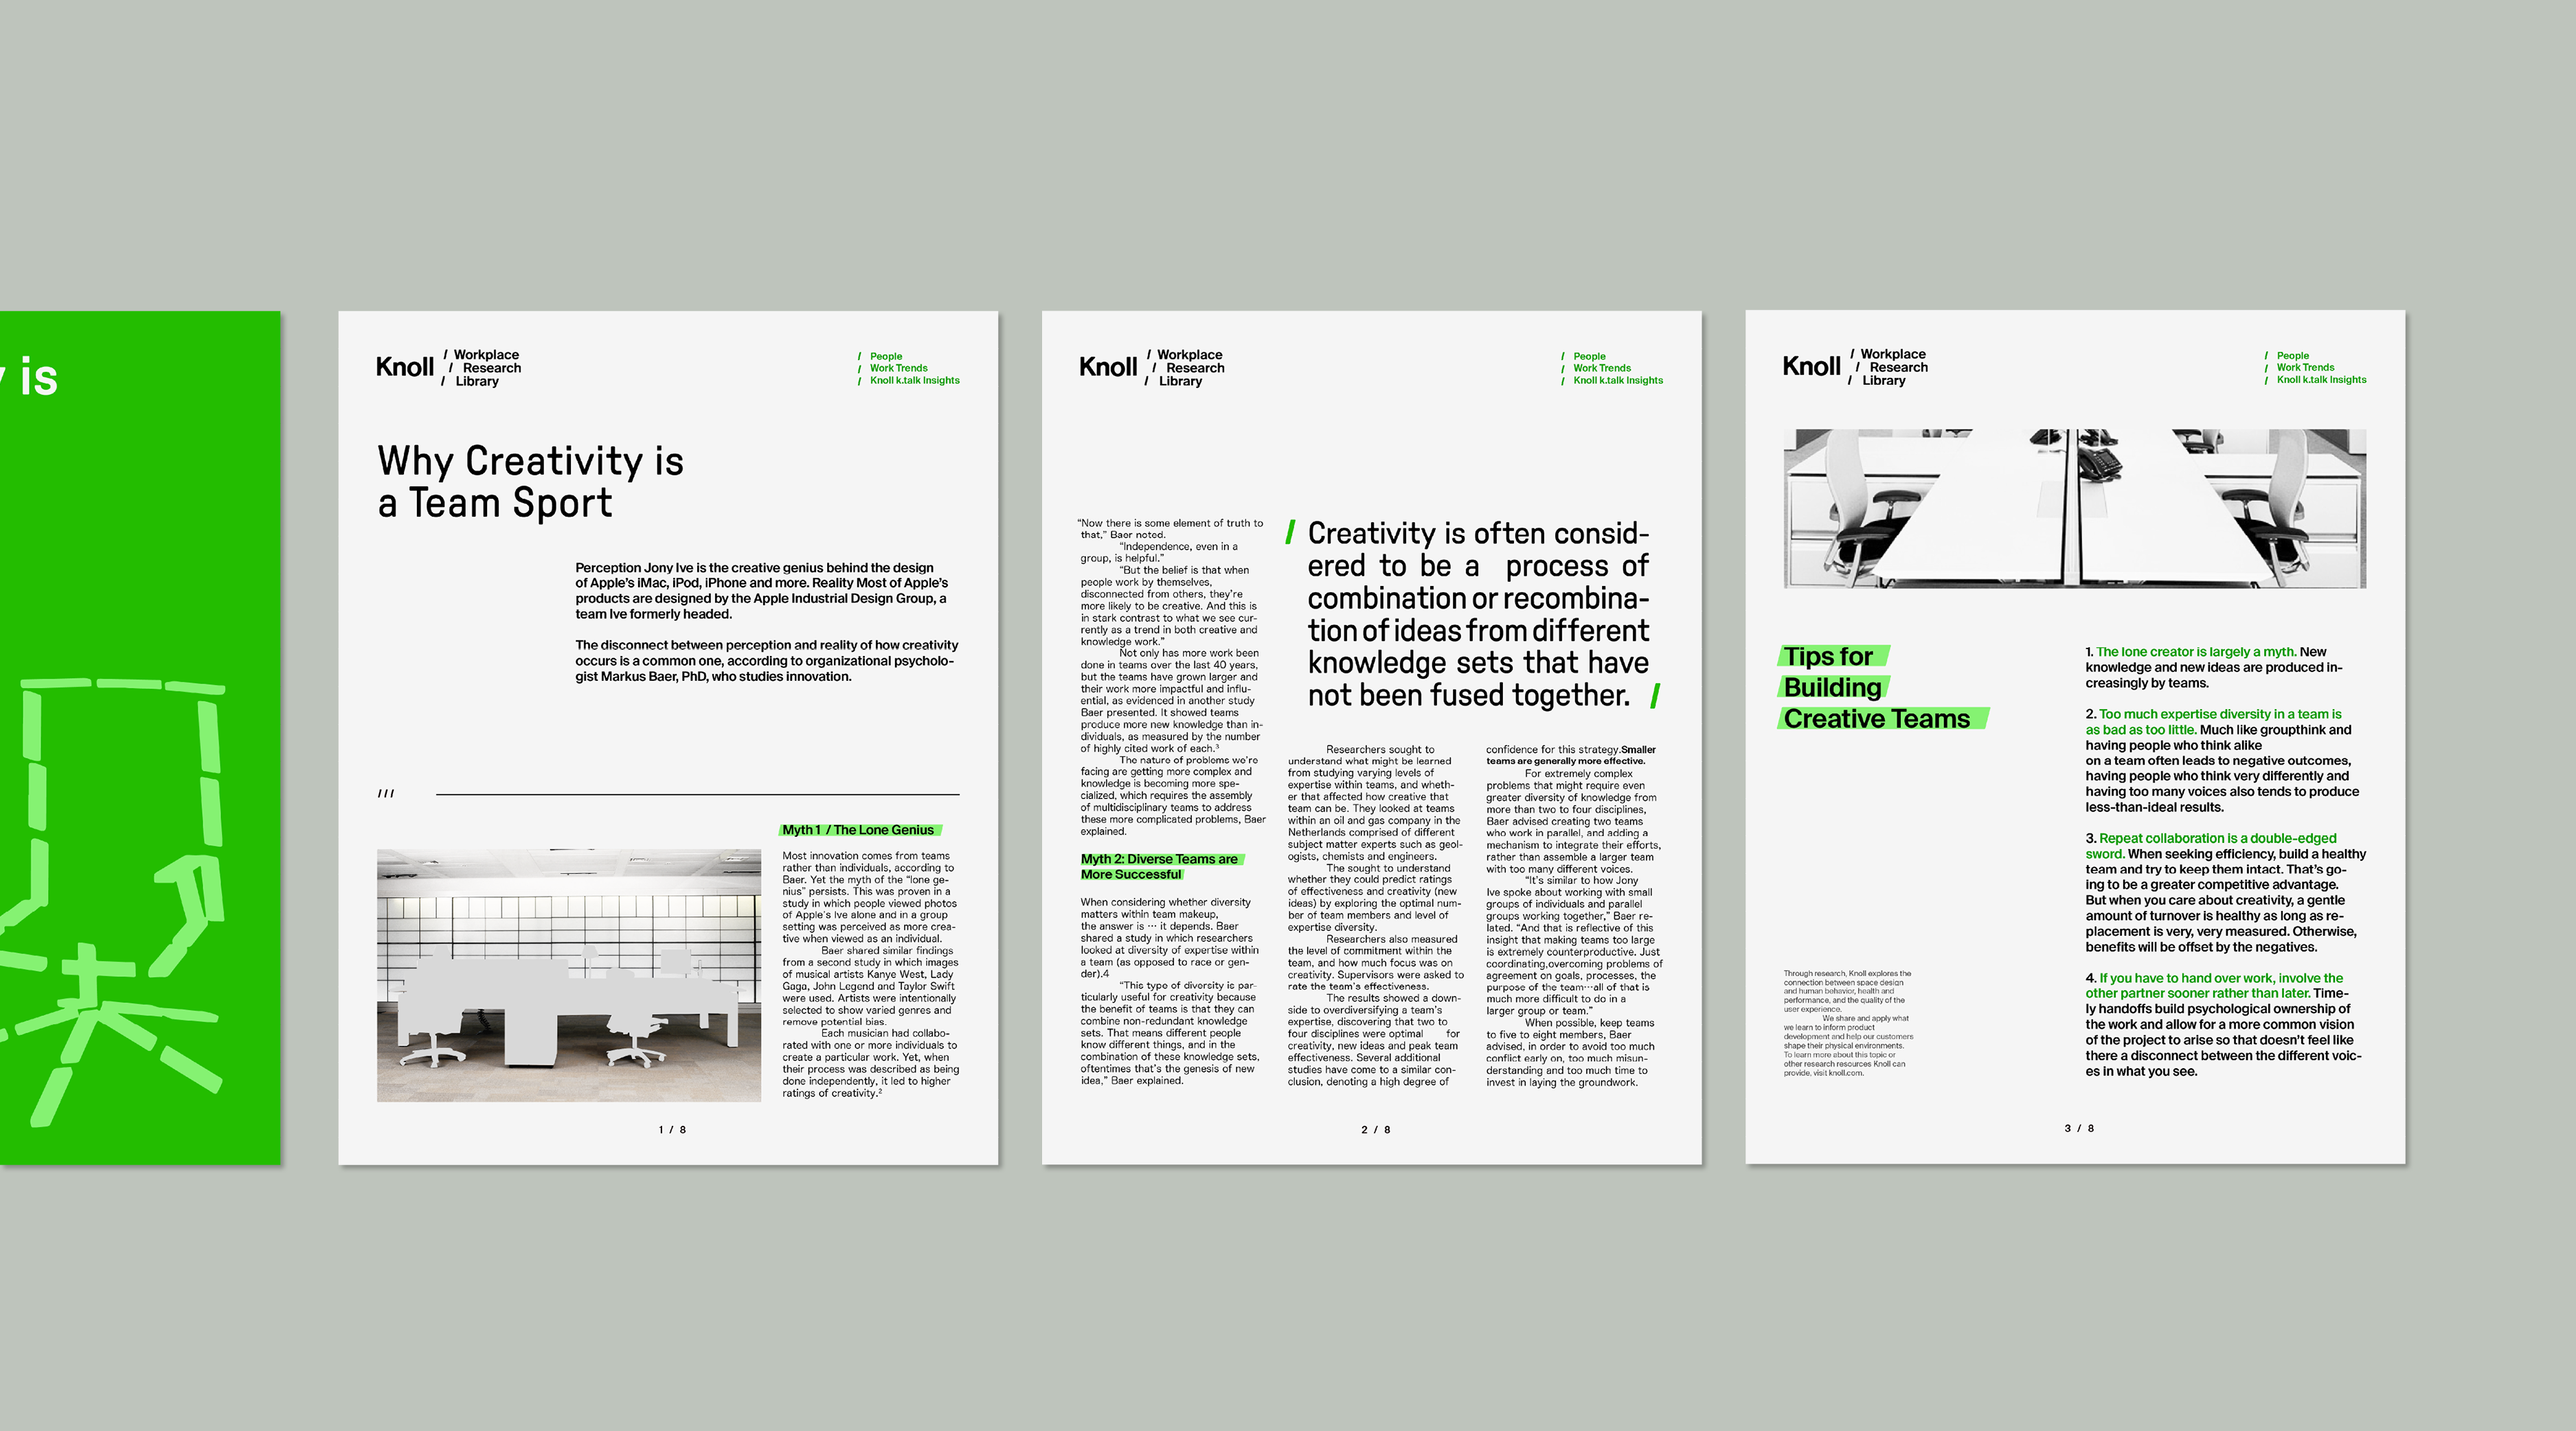 y is
Knoll
/ Workplace
/ Research
/ Library
/ People
/ Work Trends
/ Knoll k.talk Insights
Why Creativity is
a Team Sport
Perception Jony Ive is the creative genius behind the design
of Apple's iMac, iPod, iPhone and more. Reality Most of Apple's
products are designed by the Apple Industrial Design Group, a
team Ive formerly headed.
The disconnect between perception and reality of how creativity
occurs is a common one, according to organizational psycholo-
gist Markus Baer, PhD, who studies innovation.
///
Myth 1 / The Lone Genius
Most innovation comes from teams
rather than individuals, according to
Baer. Yet the myth of the "lone ge-
nius" persists. This was proven in a
study in which people viewed photos
of Apple's Ive alone and in a group
setting was perceived as more crea-
tive when viewed as an individual.
Baer shared similar findings
from a second study in which images
of musical artists Kanye West, Lady
Gaga, John Legend and Taylor Swift
were used. Artists were intentionally
selected to show varied genres and
remove potential bias.
Each musician had collabo-
rated with one or more individuals to
create a particular work. Yet, when
their process was described as being
done independently, it led to higher
ratings of creativity.²
1 / 8
Knoll
/ Workplace
/ Research
/ Library
/ People
/ Work Trends
/ Knoll k.talk Insights
"Now there is some element of truth to
that," Baer noted.
"Independence, even in a
group, is helpful."
"But the belief is that when
people work by themselves,
disconnected from others, they're
more likely to be creative. And this is
in stark contrast to what we see cur-
rently as a trend in both creative and
knowledge work."
Not only has more work been
done in teams over the last 40 years,
but the teams have grown larger and
their work more impactful and influ-
ential, as evidenced in another study
Baer presented. It showed teams
produce more new knowledge than in-
dividuals, as measured by the number
of highly cited work of each.³
The nature of problems we're
facing are getting more complex and
knowledge is becoming more spe-
cialized, which requires the assembly
of multidisciplinary teams to address
these more complicated problems, Baer
explained.
Myth 2: Diverse Teams are
More Successful
When considering whether diversity
matters within team makeup,
the answer is ··· it depends. Baer
shared a study in which researchers
looked at diversity of expertise within
a team (as opposed to race or gen-
der).4
"This type of diversity is par-
ticularly useful for creativity because
the benefit of teams is that they can
combine non-redundant knowledge
sets. That means different people
know different things, and in the
combination of these knowledge sets,
oftentimes that's the genesis of new
idea," Baer explained.
/ Creativity is often consid-
ered to be a process of
combination or recombina-
tion of ideas from different
knowledge sets that have
not been fused together. /
Researchers sought to
understand what might be learned
from studying varying levels of
expertise within teams, and wheth-
er that affected how creative that
team can be. They looked at teams
within an oil and gas company in the
Netherlands comprised of different
subject matter experts such as geol-
ogists, chemists and engineers.
The sought to understand
whether they could predict ratings
of effectiveness and creativity (new
ideas) by exploring the optimal num-
ber of team members and level of
expertise diversity.
Researchers also measured
the level of commitment within the
team, and how much focus was on
creativity. Supervisors were asked to
rate the team's effectiveness.
The results showed a down-
side to overdiversifying a team's
expertise, discovering that two to
four disciplines were optimal for
creativity, new ideas and peak team
effectiveness. Several additional
studies have come to a similar con-
clusion, denoting a high degree of
confidence for this strategy.Smaller
teams are generally more effective.
For extremely complex
problems that might require even
greater diversity of knowledge from
more than two to four disciplines,
Baer advised creating two teams
who work in parallel, and adding a
mechanism to integrate their efforts,
rather than assemble a larger team
with too many different voices.
"It's similar to how Jony
Ive spoke about working with small
groups of individuals and parallel
groups working together," Baer re-
lated. "And that is reflective of this
insight that making teams too large
is extremely counterproductive. Just
coordinating,overcoming problems of
agreement on goals, processes, the
purpose of the team···all of that is
much more difficult to do in a
larger group or team."
When possible, keep teams
to five to eight members, Baer
advised, in order to avoid too much
conflict early on, too much misun-
derstanding and too much time to
invest in laying the groundwork.
2 / 8
Knoll
/ Workplace
/ Research
/ Library
/ People
/ Work Trends
/ Knoll k.talk Insights
Tips for
Building
Creative Teams
Through research, Knoll explores the
connection between space design
and human behavior, health and
performance, and the quality of the
user experience.
We share and apply what
we learn to inform product
development and help our customers
shape their physical environments.
To learn more about this topic or
other research resources Knoll can
provide, visit knoll.com.
1. The lone creator is largely a myth. New
knowledge and new ideas are produced in-
creasingly by teams.
2. Too much expertise diversity in a team is
as bad as too little. Much like groupthink and
having people who think alike
on a team often leads to negative outcomes,
having people who think very differently and
having too many voices also tends to produce
less-than-ideal results.
3. Repeat collaboration is a double-edged
sword. When seeking efficiency, build a healthy
team and try to keep them intact. That's go-
ing to be a greater competitive advantage.
But when you care about creativity, a gentle
amount of turnover is healthy as long as re-
placement is very, very measured. Otherwise,
benefits will be offset by the negatives.
4. If you have to hand over work, involve the
other partner sooner rather than later. Time-
ly handoffs build psychological ownership of
the work and allow for a more common vision
of the project to arise so that doesn't feel like
there a disconnect between the different voic-
es in what you see.
3 / 8